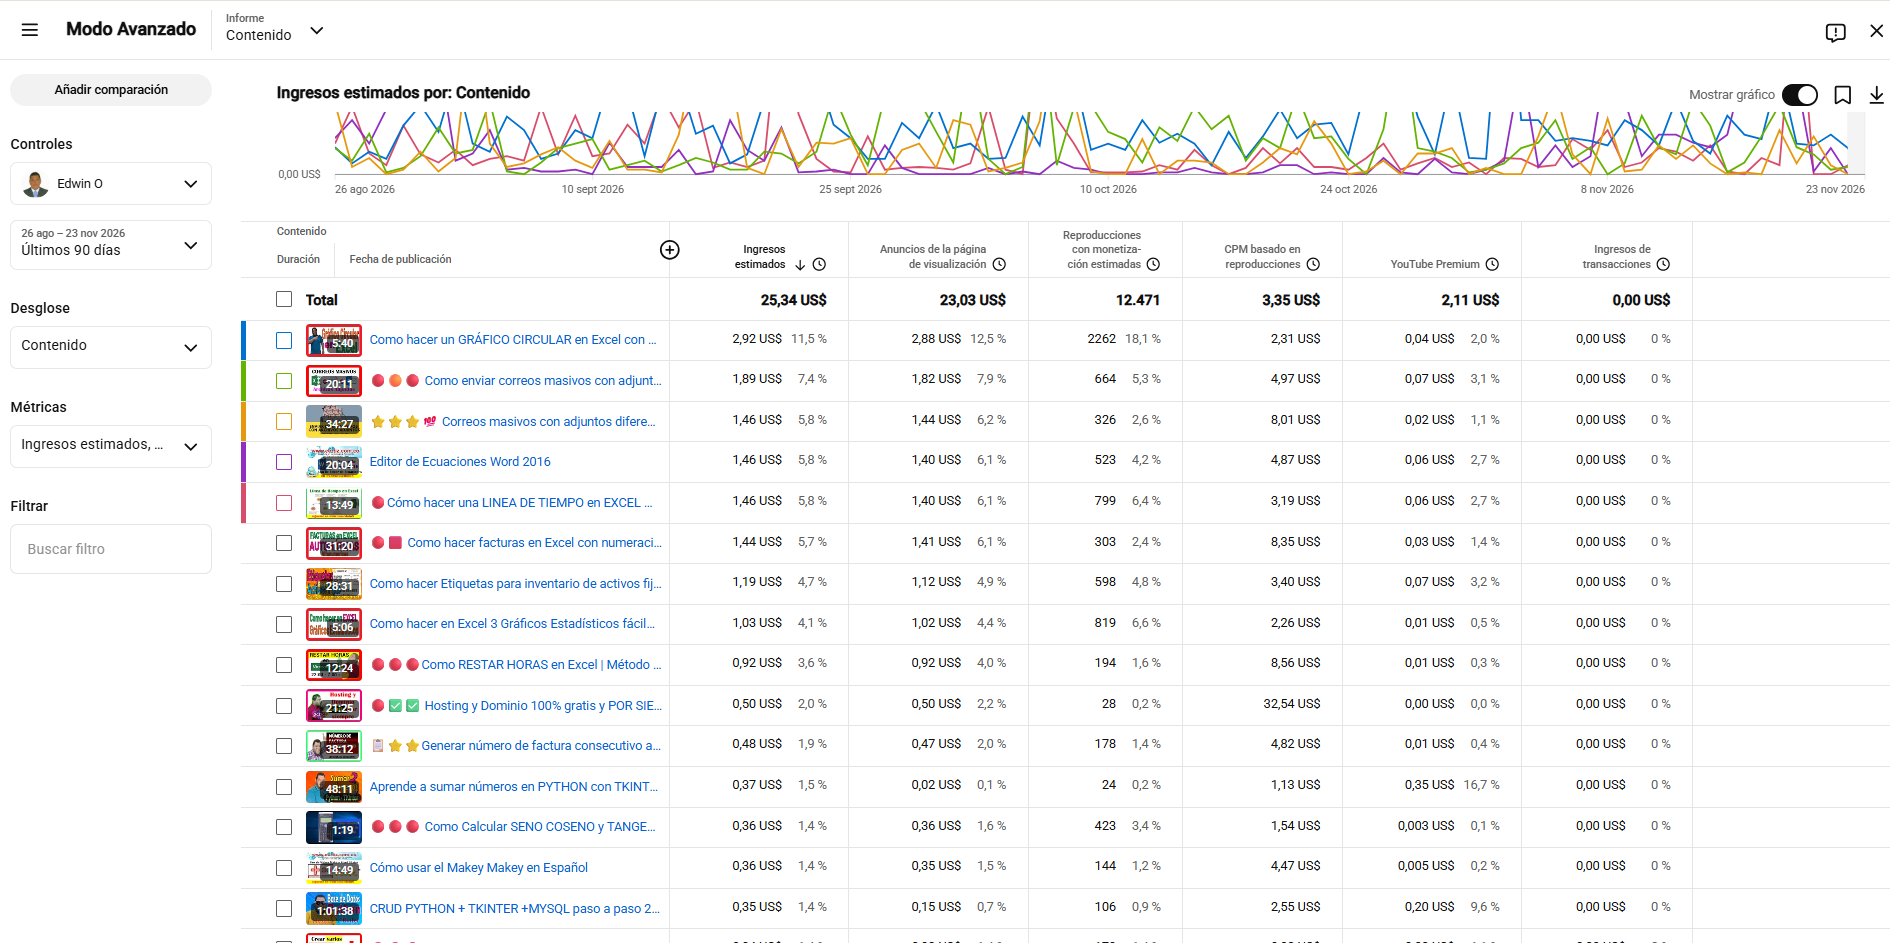 Modo Avanzado
Informe
Contenido
Añadir comparación
Controles
Edwin O
26 ago – 23 nov 2026
Últimos 90 días
Desglose
Contenido
Métricas
Ingresos estimados, ...
Filtrar
Buscar filtro
Ingresos estimados por: Contenido
Mostrar gráfico
0,00 US$
26 ago 2026 10 sept 2026 25 sept 2026 10 oct 2026 24 oct 2026 8 nov 2026 23 nov 2026
Contenido
Duración Fecha de publicación
Ingresos
estimados
Anuncios de la página
de visualización
Reproducciones
con monetiza-
ción estimadas
CPM basado en
reproducciones
YouTube Premium
Ingresos de
transacciones
Total 25,34 US$ 23,03 US$ 12.471 3,35 US$ 2,11 US$ 0,00 US$
5:40 Como hacer un GRÁFICO CIRCULAR en Excel con ... 2,92 US$ 11,5 % 2,88 US$ 12,5 % 2262 18,1 % 2,31 US$ 0,04 US$ 2,0 % 0,00 US$ 0 %
20:11 🔴🟠🔴 Como enviar correos masivos con adjunt... 1,89 US$ 7,4 % 1,82 US$ 7,9 % 664 5,3 % 4,97 US$ 0,07 US$ 3,1 % 0,00 US$ 0 %
34:27 ⭐⭐⭐💯 Correos masivos con adjuntos difere... 1,46 US$ 5,8 % 1,44 US$ 6,2 % 326 2,6 % 8,01 US$ 0,02 US$ 1,1 % 0,00 US$ 0 %
20:04 Editor de Ecuaciones Word 2016 1,46 US$ 5,8 % 1,40 US$ 6,1 % 523 4,2 % 4,87 US$ 0,06 US$ 2,7 % 0,00 US$ 0 %
13:49 🔴Cómo hacer una LINEA DE TIEMPO en EXCEL ... 1,46 US$ 5,8 % 1,40 US$ 6,1 % 799 6,4 % 3,19 US$ 0,06 US$ 2,7 % 0,00 US$ 0 %
31:20 🔴🟥 Como hacer facturas en Excel con numeraci... 1,44 US$ 5,7 % 1,41 US$ 6,1 % 303 2,4 % 8,35 US$ 0,03 US$ 1,4 % 0,00 US$ 0 %
28:31 Como hacer Etiquetas para inventario de activos fij... 1,19 US$ 4,7 % 1,12 US$ 4,9 % 598 4,8 % 3,40 US$ 0,07 US$ 3,2 % 0,00 US$ 0 %
5:06 Como hacer en Excel 3 Gráficos Estadísticos fácil... 1,03 US$ 4,1 % 1,02 US$ 4,4 % 819 6,6 % 2,26 US$ 0,01 US$ 0,5 % 0,00 US$ 0 %
12:24 🔴🔴🔴Como RESTAR HORAS en Excel | Método ... 0,92 US$ 3,6 % 0,92 US$ 4,0 % 194 1,6 % 8,56 US$ 0,01 US$ 0,3 % 0,00 US$ 0 %
21:25 🔴✅✅ Hosting y Dominio 100% gratis y POR SIE... 0,50 US$ 2,0 % 0,50 US$ 2,2 % 28 0,2 % 32,54 US$ 0,00 US$ 0,0 % 0,00 US$ 0 %
38:12 📋⭐⭐Generar número de factura consecutivo a... 0,48 US$ 1,9 % 0,47 US$ 2,0 % 178 1,4 % 4,82 US$ 0,01 US$ 0,4 % 0,00 US$ 0 %
48:11 Aprende a sumar números en PYTHON con TKINT... 0,37 US$ 1,5 % 0,02 US$ 0,1 % 24 0,2 % 1,13 US$ 0,35 US$ 16,7 % 0,00 US$ 0 %
1:19 🔴🔴🔴 Como Calcular SENO COSENO y TANGE... 0,36 US$ 1,4 % 0,36 US$ 1,6 % 423 3,4 % 1,54 US$ 0,003 US$ 0,1 % 0,00 US$ 0 %
14:49 Cómo usar el Makey Makey en Español 0,36 US$ 1,4 % 0,35 US$ 1,5 % 144 1,2 % 4,47 US$ 0,005 US$ 0,2 % 0,00 US$ 0 %
1:01:38 CRUD PYTHON + TKINTER +MYSQL paso a paso 2... 0,35 US$ 1,4 % 0,15 US$ 0,7 % 106 0,9 % 2,55 US$ 0,20 US$ 9,6 % 0,00 US$ 0 %